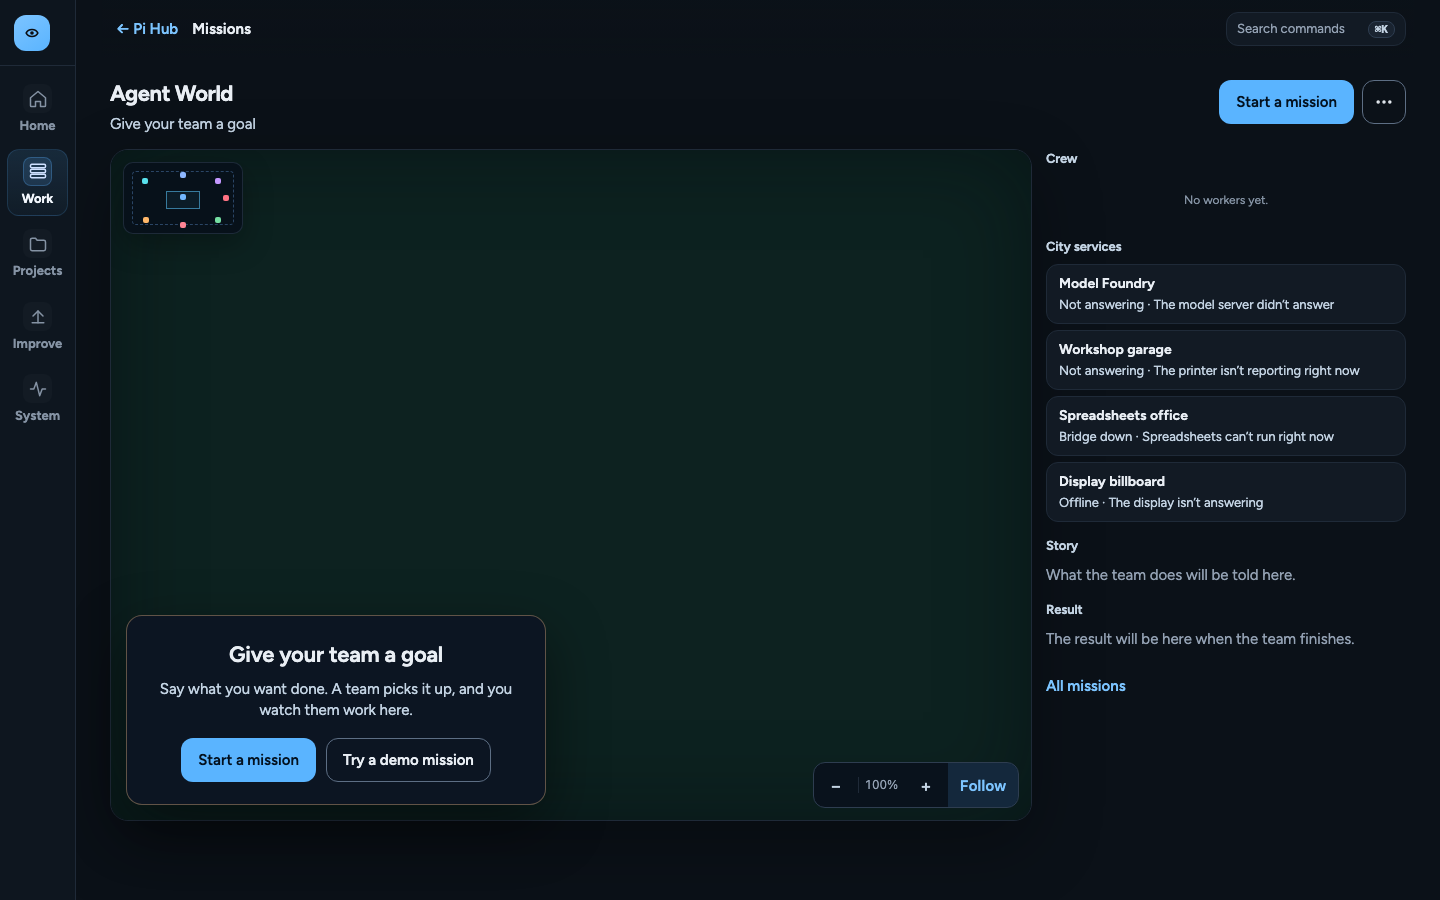 ← Pi Hub Missions
Search commands ⌘K
Home
Work
Projects
Improve
System
Agent World
Give your team a goal
Start a mission
Give your team a goal
Say what you want done. A team picks it up, and you
watch them work here.
Start a mission Try a demo mission
− 100% + Follow
Crew
No workers yet.
City services
Model Foundry
Not answering · The model server didn’t answer
Workshop garage
Not answering · The printer isn’t reporting right now
Spreadsheets office
Bridge down · Spreadsheets can’t run right now
Display billboard
Offline · The display isn’t answering
Story
What the team does will be told here.
Result
The result will be here when the team finishes.
All missions